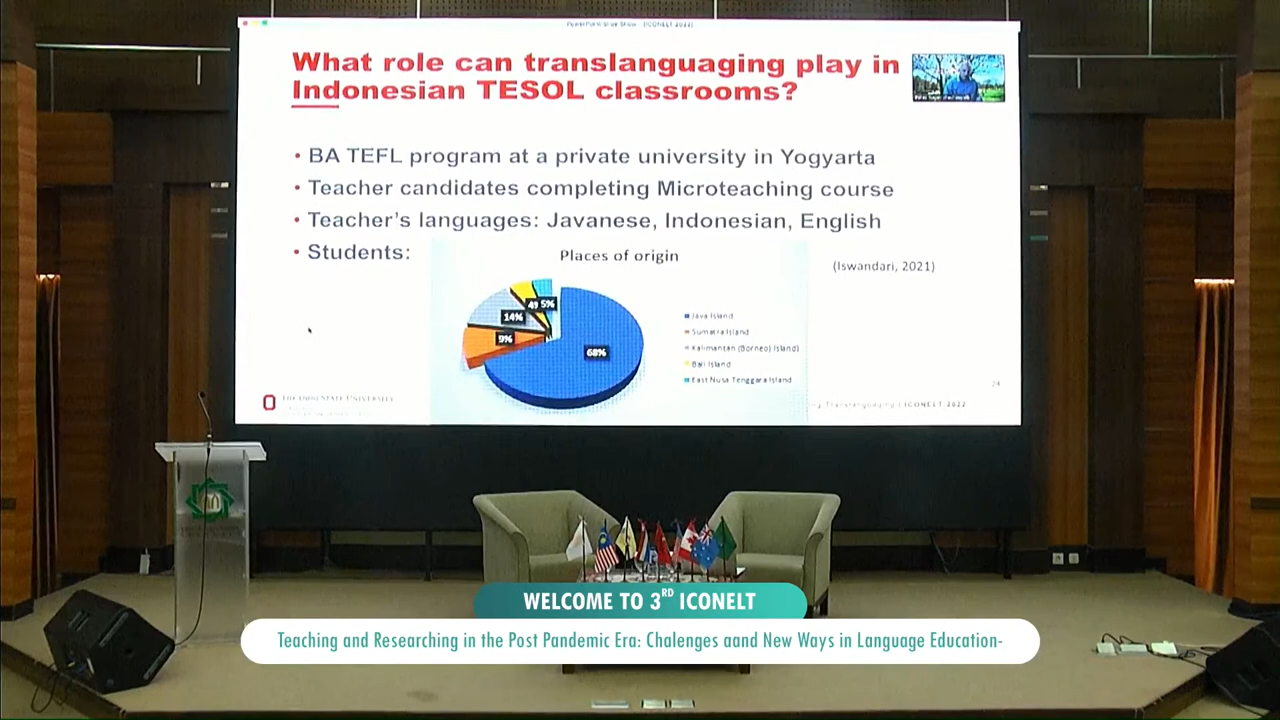 PowerPoint Slide Show - (ICONELT 2022)
What role can translanguaging play in
Indonesian TESOL classrooms?
• BA TEFL program at a private university in Yogyarta
• Teacher candidates completing Microteaching course
• Teacher's languages: Javanese, Indonesian, English
• Students:
Places of origin
(Iswandari, 2021)
5%
14%
9%
68%
Java Island
Sumatra Island
Kalimantan (Borneo) Island
Bali Island
East Nusa Tenggara Island
24
THE OHIO STATE UNIVERSITY
Translanguaging | ICONELT 2022
WELCOME TO 3RD ICONELT
Teaching and Researching in the Post Pandemic Era: Chalenges aand New Ways in Language Education-